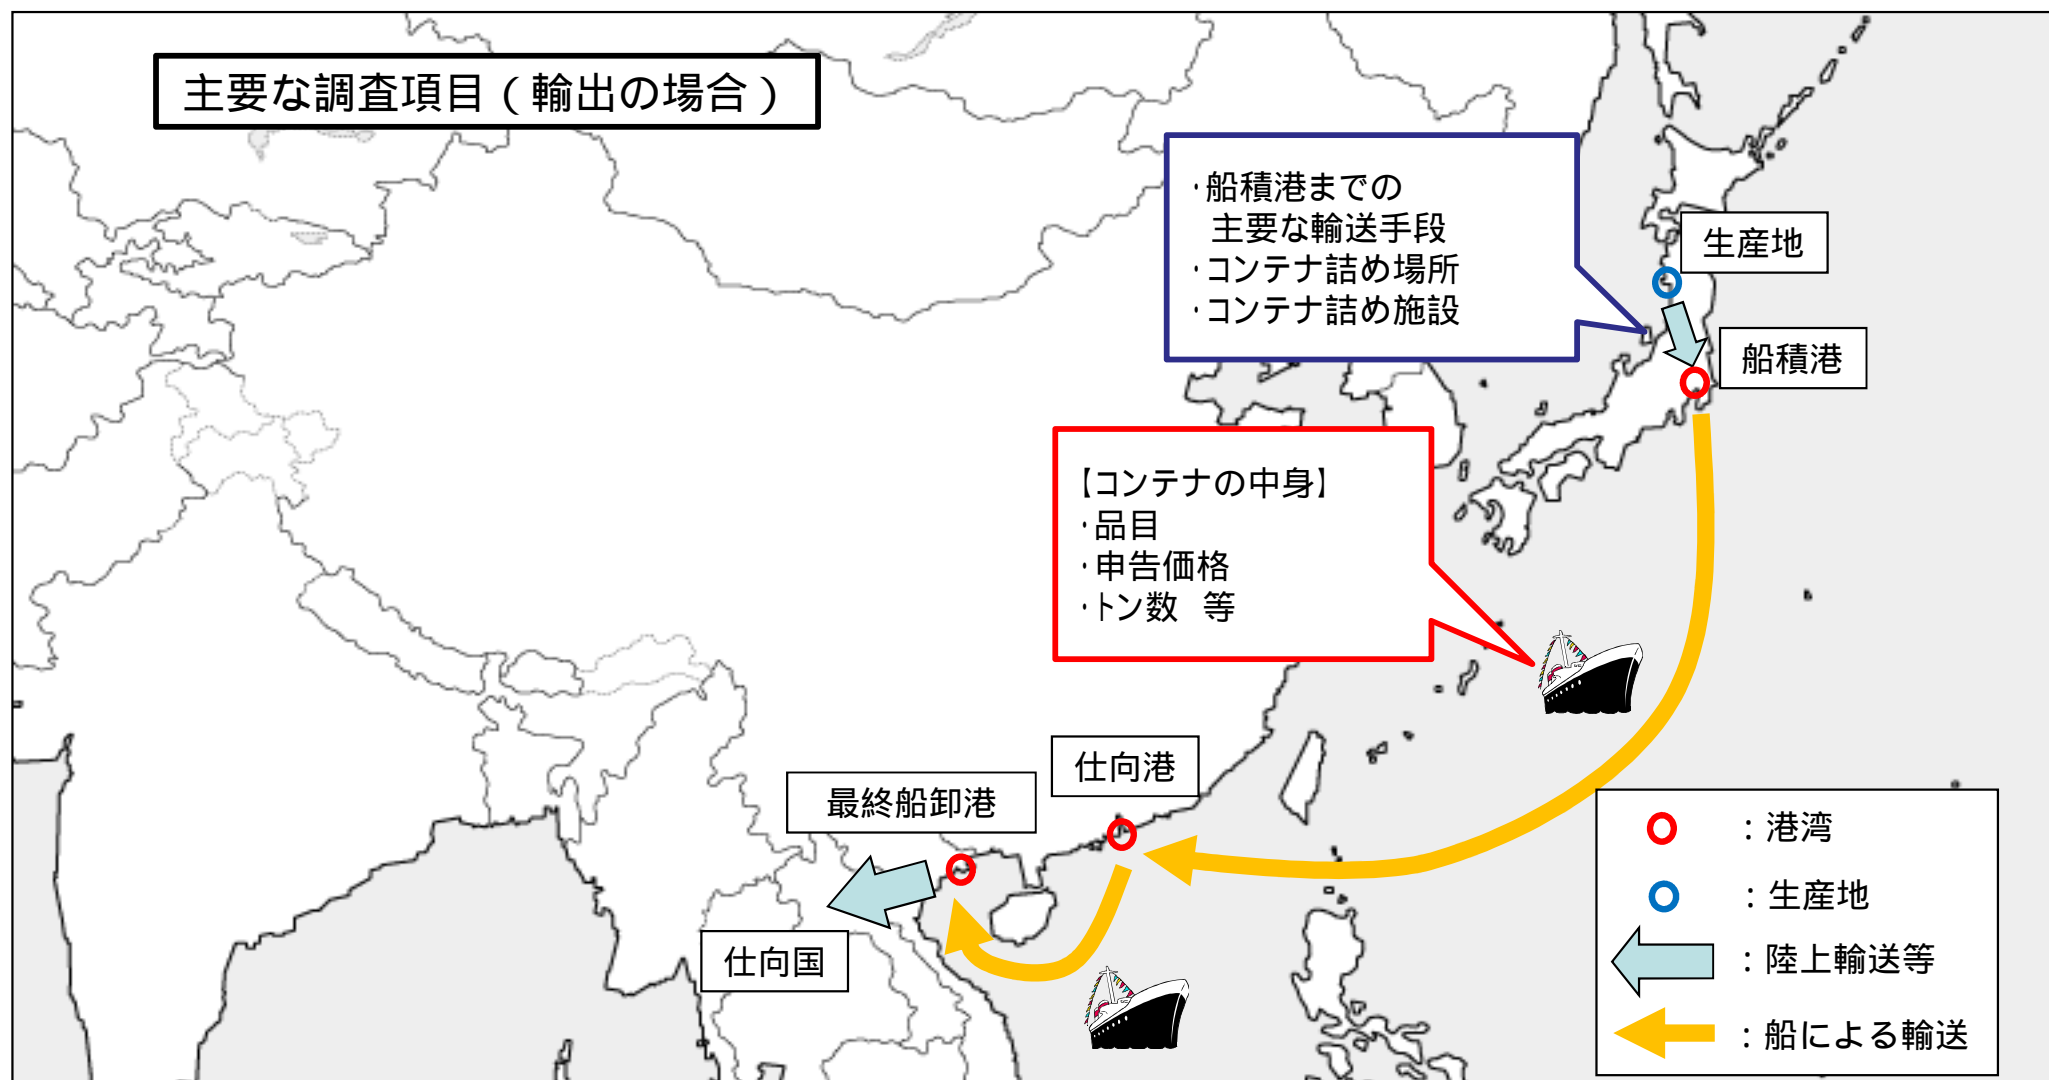 主要な調査項目（輸出の場合）
・船積港までの
主要な輸送手段
・コンテナ詰め場所
・コンテナ詰め施設
生産地
船積港
【コンテナの中身】
・品目
・申告価格
・トン数 等
仕向港
最終船卸港
仕向国
：港湾
：生産地
：陸上輸送等
：船による輸送